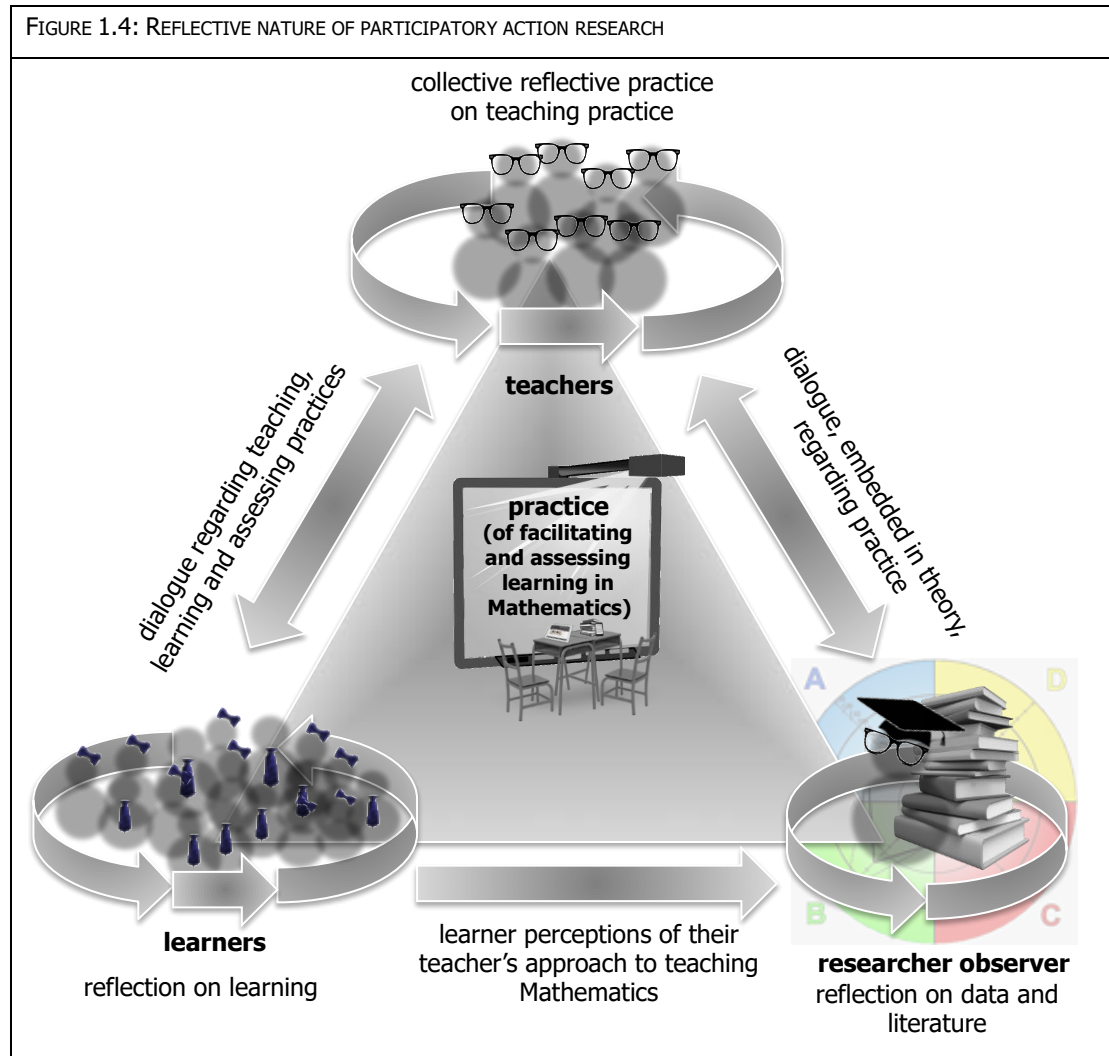 FIGURE 1.4: REFLECTIVE NATURE OF PARTICIPATORY ACTION RESEARCH
collective reflective practice
on teaching practice
teachers
dialogue regarding teaching,
learning and assessing practices
dialogue, embedded in theory,
regarding practice
practice
(of facilitating
and assessing
learning in
Mathematics)
A
D
B
C
learners
reflection on learning
learner perceptions of their
teacher’s approach to teaching
Mathematics
researcher observer
reflection on data and
literature